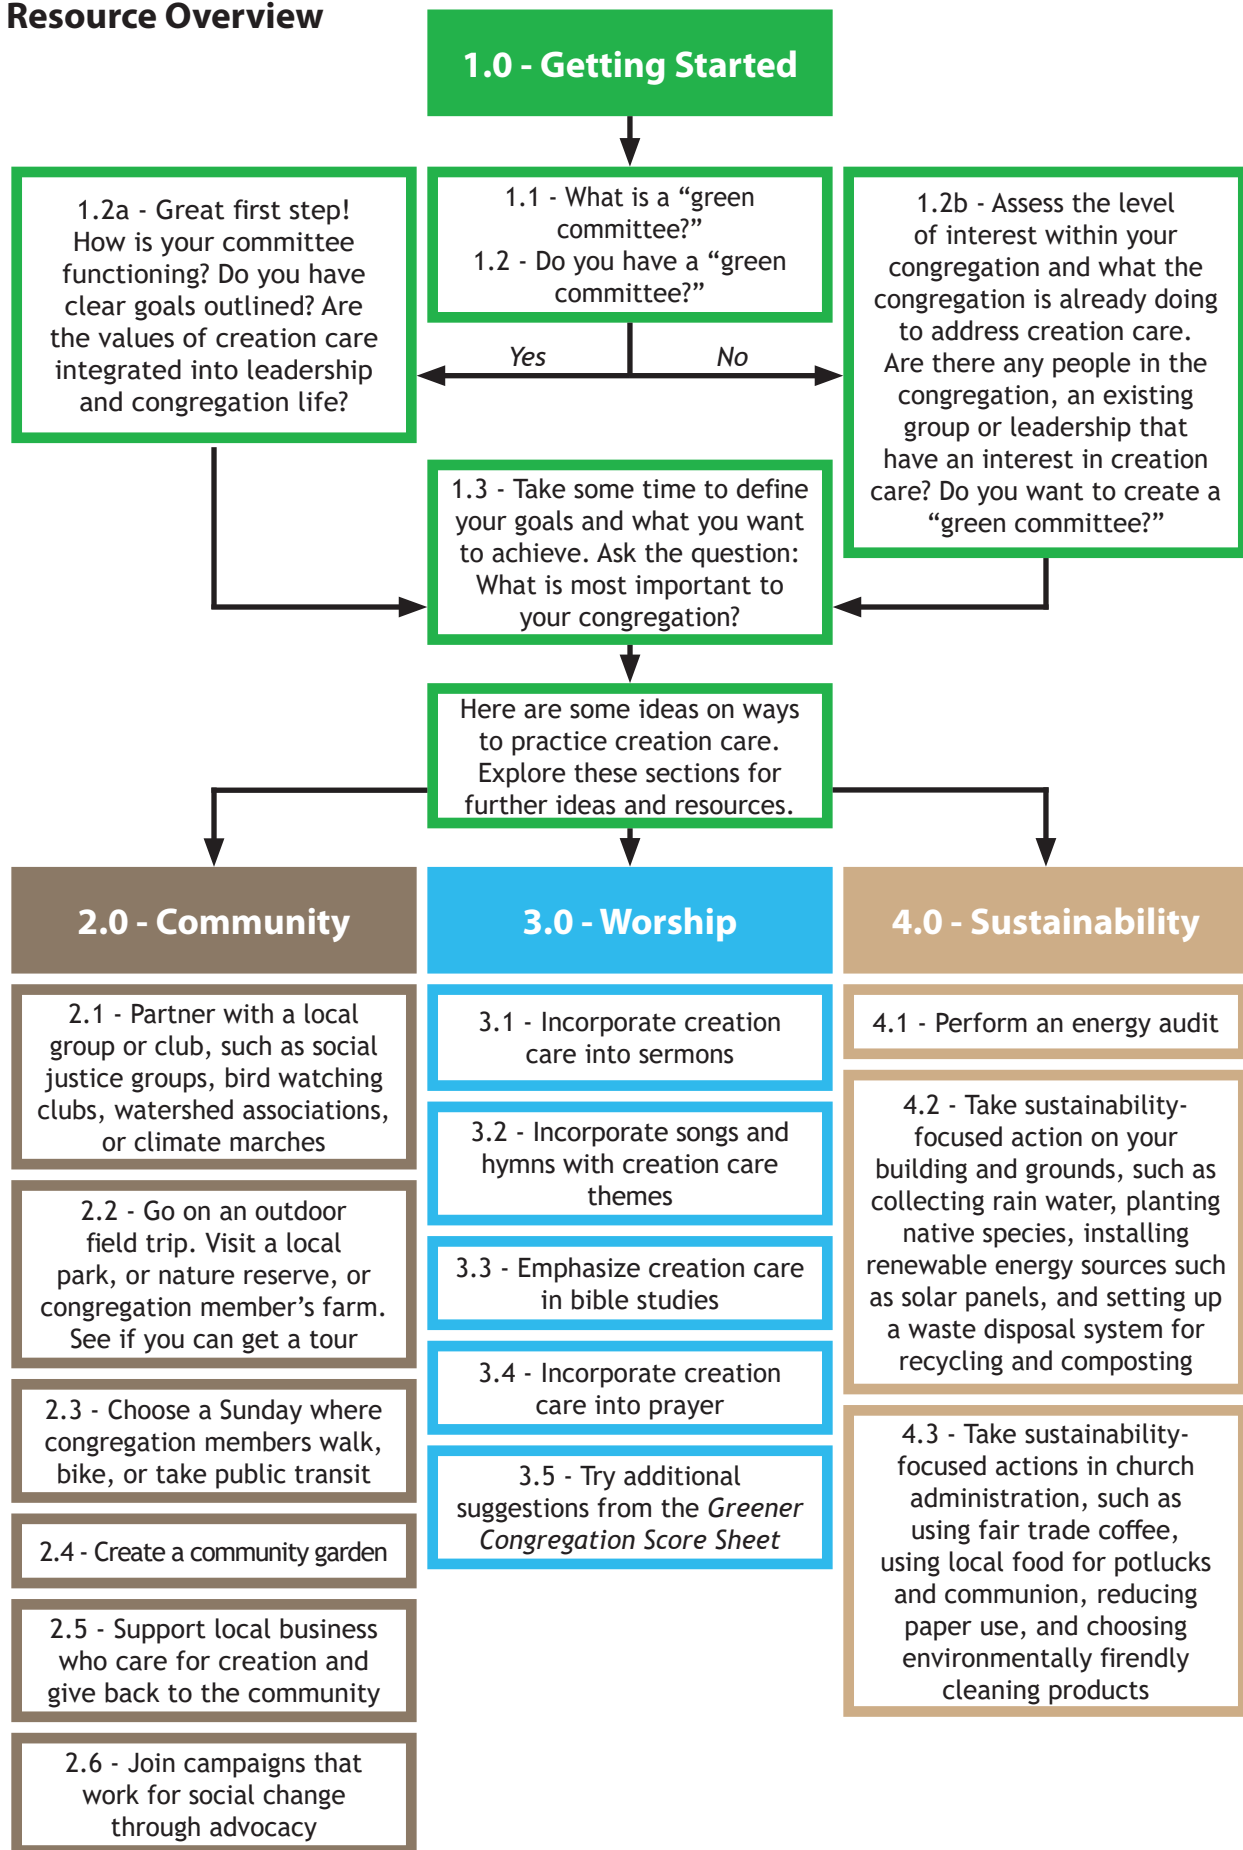 Resource Overview
1.0 - Getting Started
1.1 - What is a “green
committee?”
1.2 - Do you have a “green
committee?”
Yes
No
1.2a - Great first step!
How is your committee
functioning? Do you have
clear goals outlined? Are
the values of creation care
integrated into leadership
and congregation life?
1.2b - Assess the level
of interest within your
congregation and what the
congregation is already doing
to address creation care.
Are there any people in the
congregation, an existing
group or leadership that
have an interest in creation
care? Do you want to create a
“green committee?”
1.3 - Take some time to define
your goals and what you want
to achieve. Ask the question:
What is most important to
your congregation?
Here are some ideas on ways
to practice creation care.
Explore these sections for
further ideas and resources.
2.0 - Community
2.1 - Partner with a local
group or club, such as social
justice groups, bird watching
clubs, watershed associations,
or climate marches
2.2 - Go on an outdoor
field trip. Visit a local
park, or nature reserve, or
congregation member’s farm.
See if you can get a tour
2.3 - Choose a Sunday where
congregation members walk,
bike, or take public transit
2.4 - Create a community garden
2.5 - Support local business
who care for creation and
give back to the community
2.6 - Join campaigns that
work for social change
through advocacy
3.0 - Worship
3.1 - Incorporate creation
care into sermons
3.2 - Incorporate songs and
hymns with creation care
themes
3.3 - Emphasize creation care
in bible studies
3.4 - Incorporate creation
care into prayer
3.5 - Try additional
suggestions from the Greener
Congregation Score Sheet
4.0 - Sustainability
4.1 - Perform an energy audit
4.2 - Take sustainability-
focused action on your
building and grounds, such as
collecting rain water, planting
native species, installing
renewable energy sources such
as solar panels, and setting up
a waste disposal system for
recycling and composting
4.3 - Take sustainability-
focused actions in church
administration, such as
using fair trade coffee,
using local food for potlucks
and communion, reducing
paper use, and choosing
environmentally firendly
cleaning products